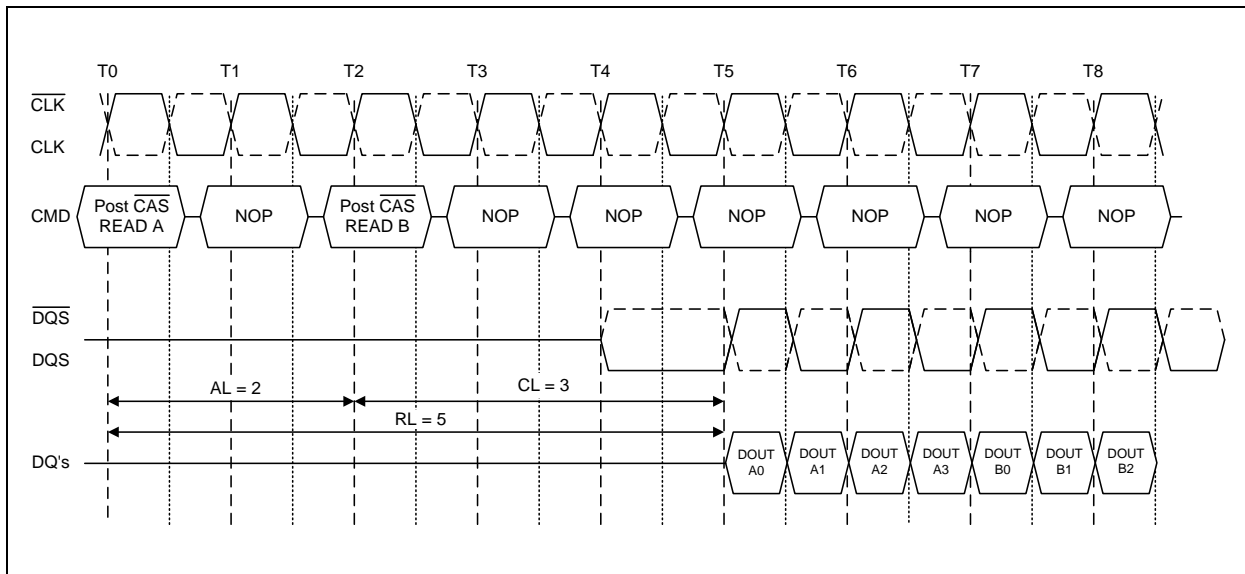 T0 T1 T2 T3 T4 T5 T6 T7 T8
CLK
CLK
CMD
Post CAS
READ A
NOP
Post CAS
READ B
NOP
NOP
NOP
NOP
NOP
NOP
DQS
DQS
AL = 2
CL = 3
RL = 5
DQ's
DOUT
A0
DOUT
A1
DOUT
A2
DOUT
A3
DOUT
B0
DOUT
B1
DOUT
B2